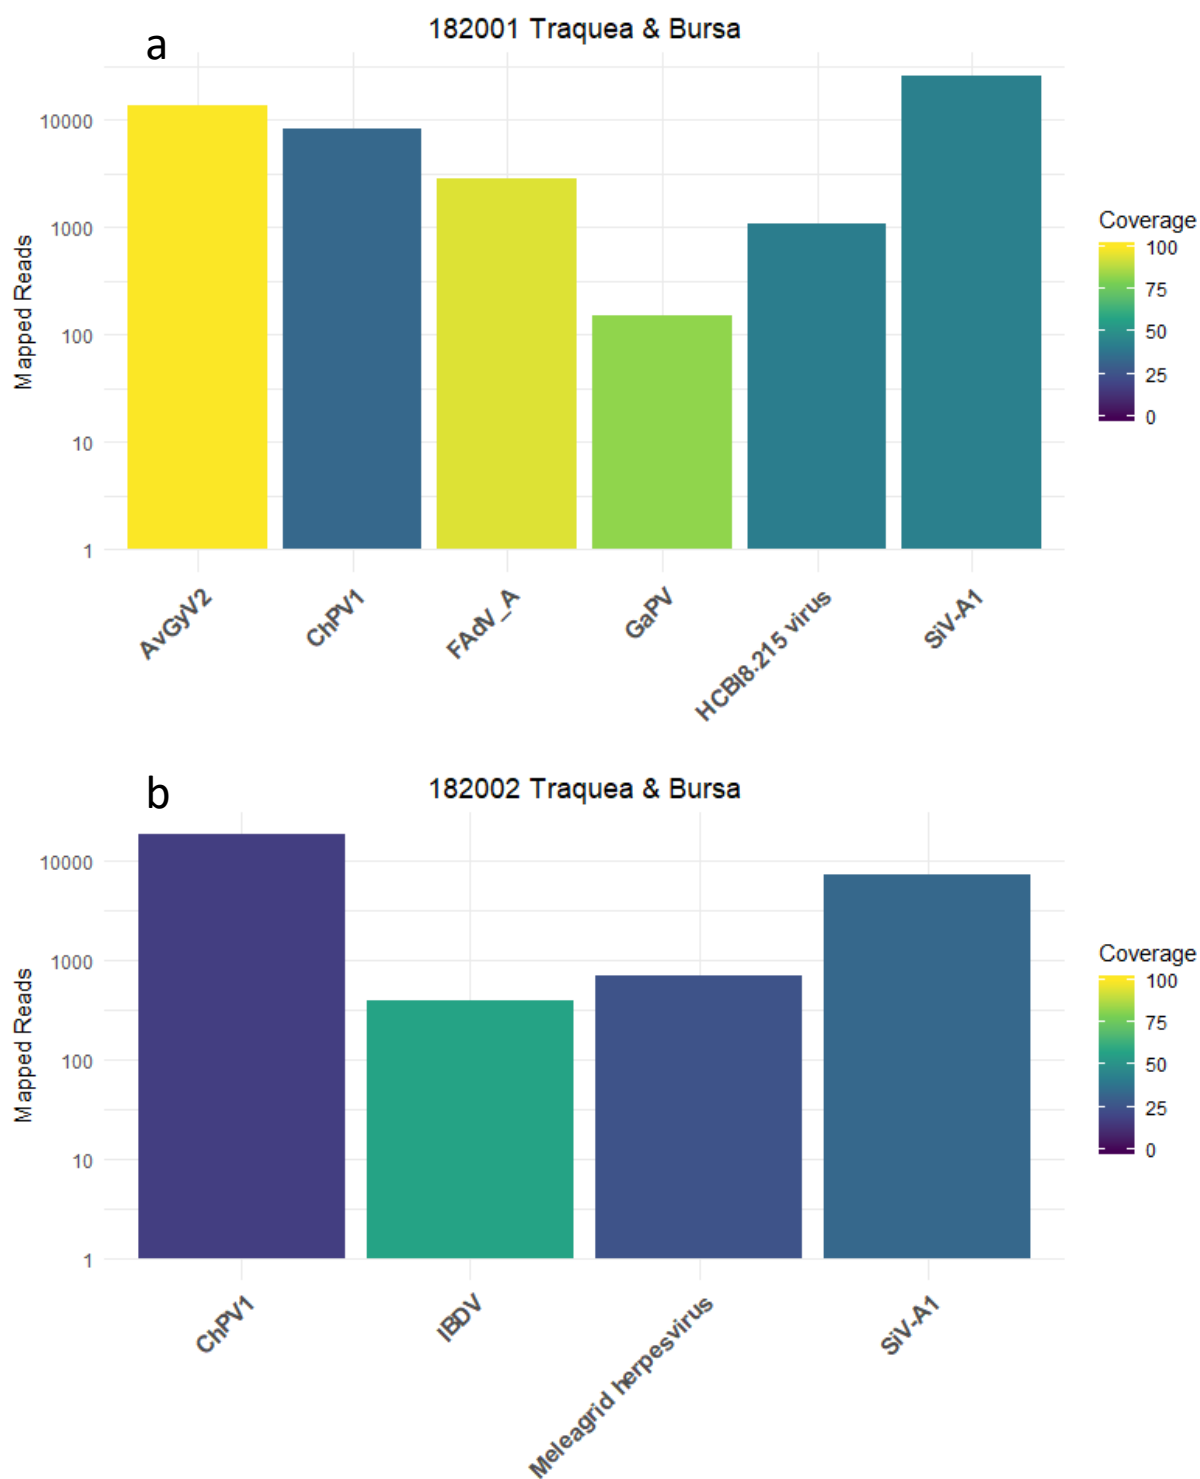 a
182001 Traquea & Bursa
Mapped Reads
10000
1000
100
10
1
AvGyV2
ChPV1
FAdV_A
GaPV
HCBI8.215 virus
SiV-A1
Coverage
100
75
50
25
0
b
182002 Traquea & Bursa
Mapped Reads
10000
1000
100
10
1
ChPV1
IBDV
Meleagrid herpesvirus
SiV-A1
Coverage
100
75
50
25
0